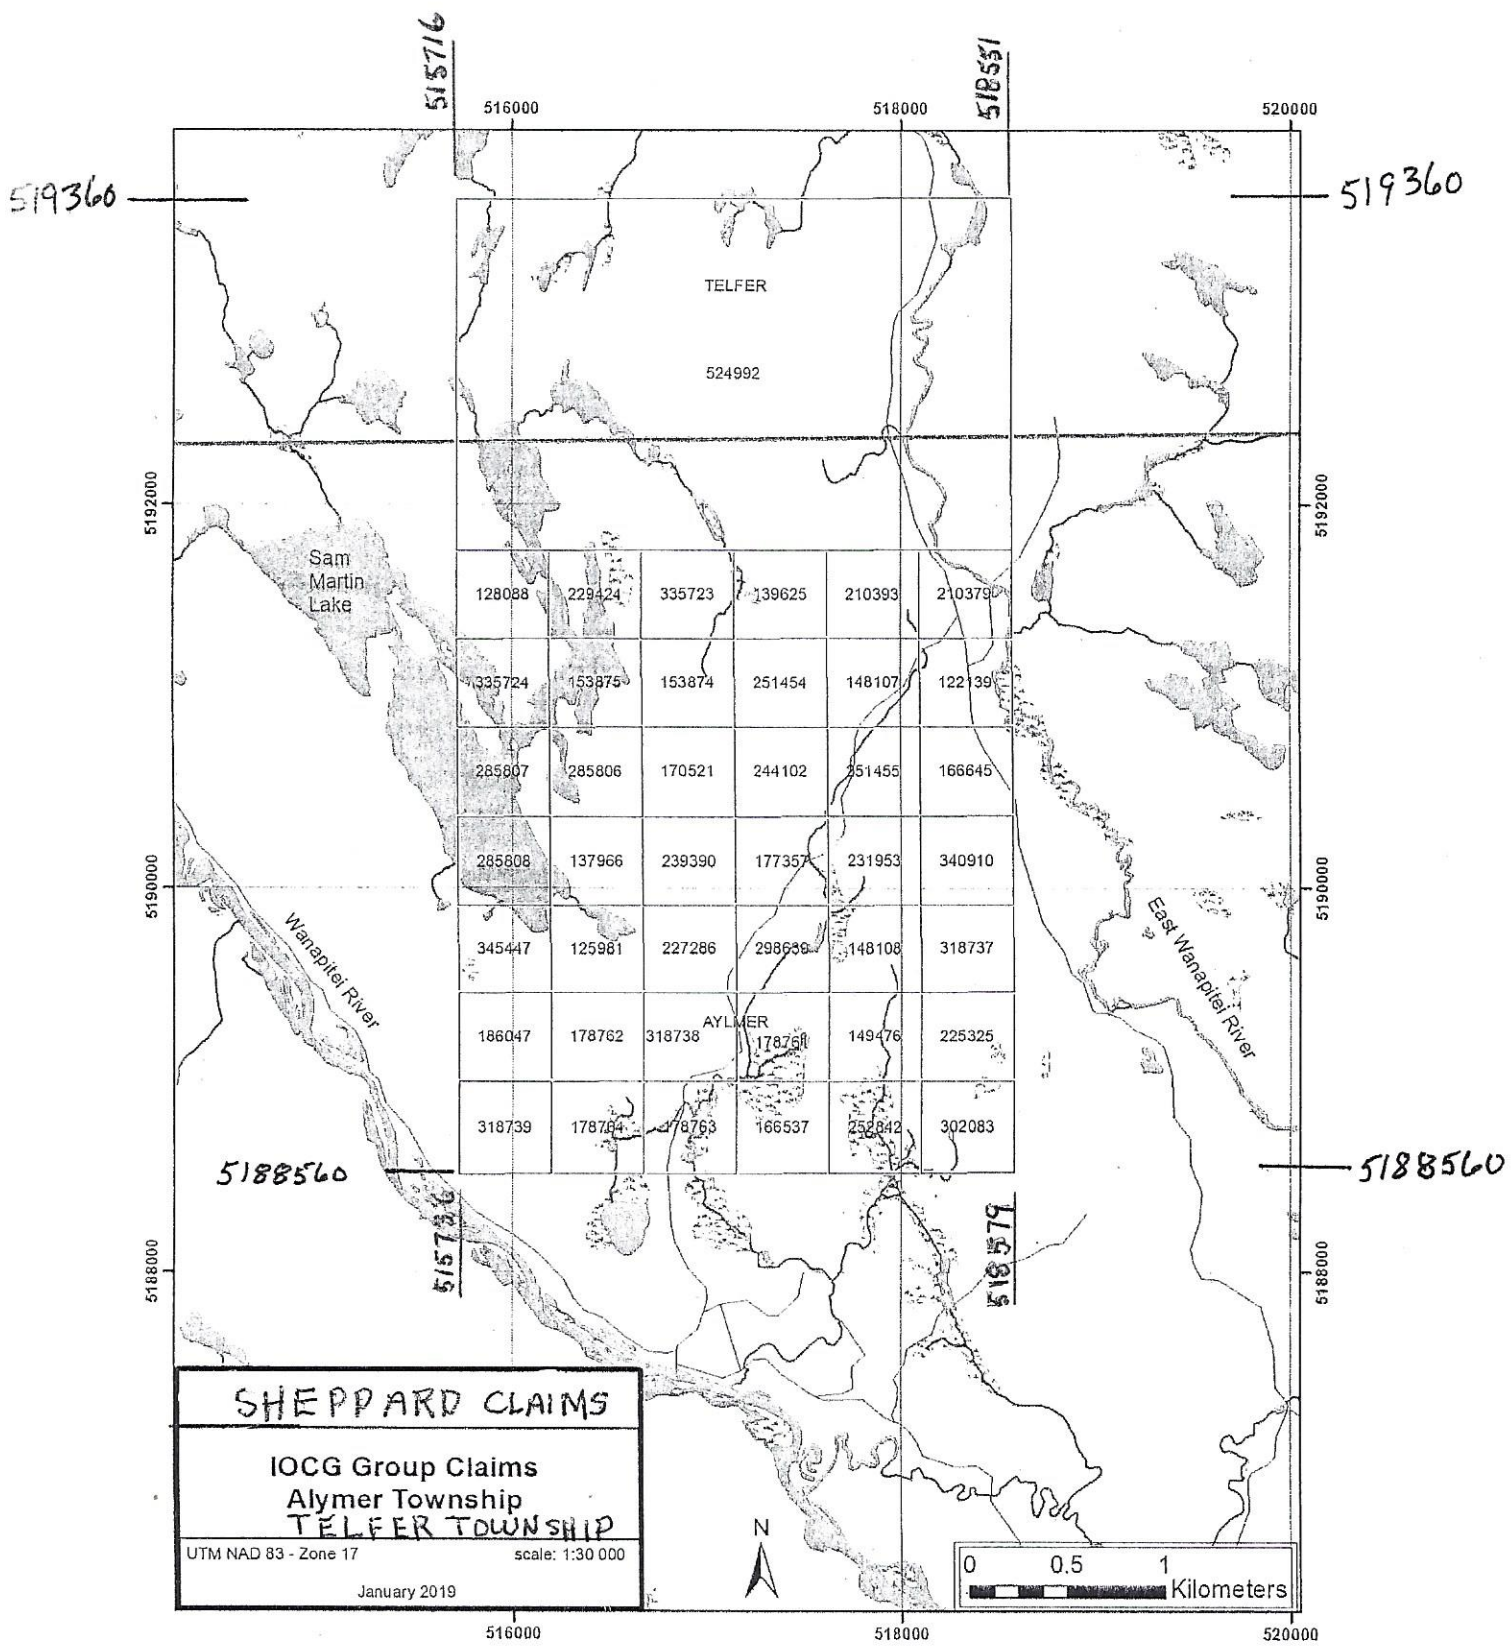 515716
518551
516000
518000
520000
519360
519360
TELFER
524992
5192000
5192000
Sam
Martin
Lake
128088 229424 335723 139625 210393 210379
335724 153875 153874 251454 148107 122139
285807 285806 170521 244102 251455 166645
285808 137966 239390 177357 231953 340910
5190000
5190000
Wanapitei River
East Wanapitei River
345447 125981 227286 298639 148108 318737
AYLMER
186047 178762 318738 178761 149476 225325
318739 178764 178763 166537 252842 302083
5188560
5188560
515736
518579
5188000
5188000
SHEPPARD CLAIMS
IOCG Group Claims
Alymer Township
TELFER TOWNSHIP
UTM NAD 83 - Zone 17 scale: 1:30 000
January 2019
N
0 0.5 1
Kilometers
516000
518000
520000